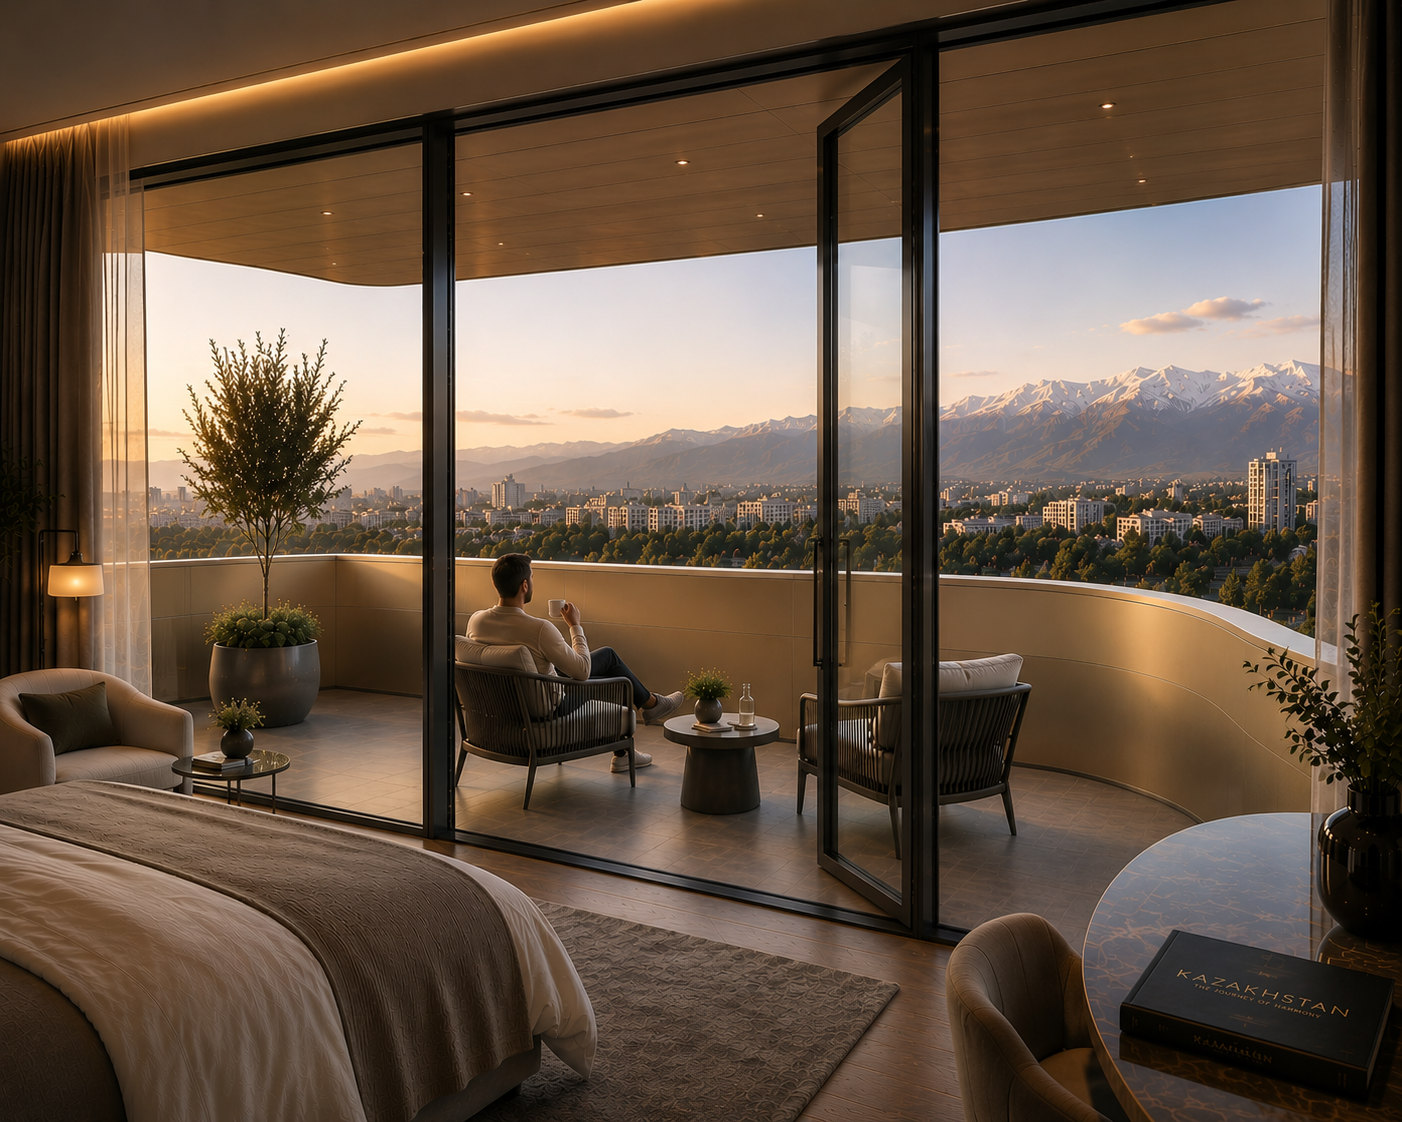 KAZAKHSTAN
THE JOURNEY OF HARMONY